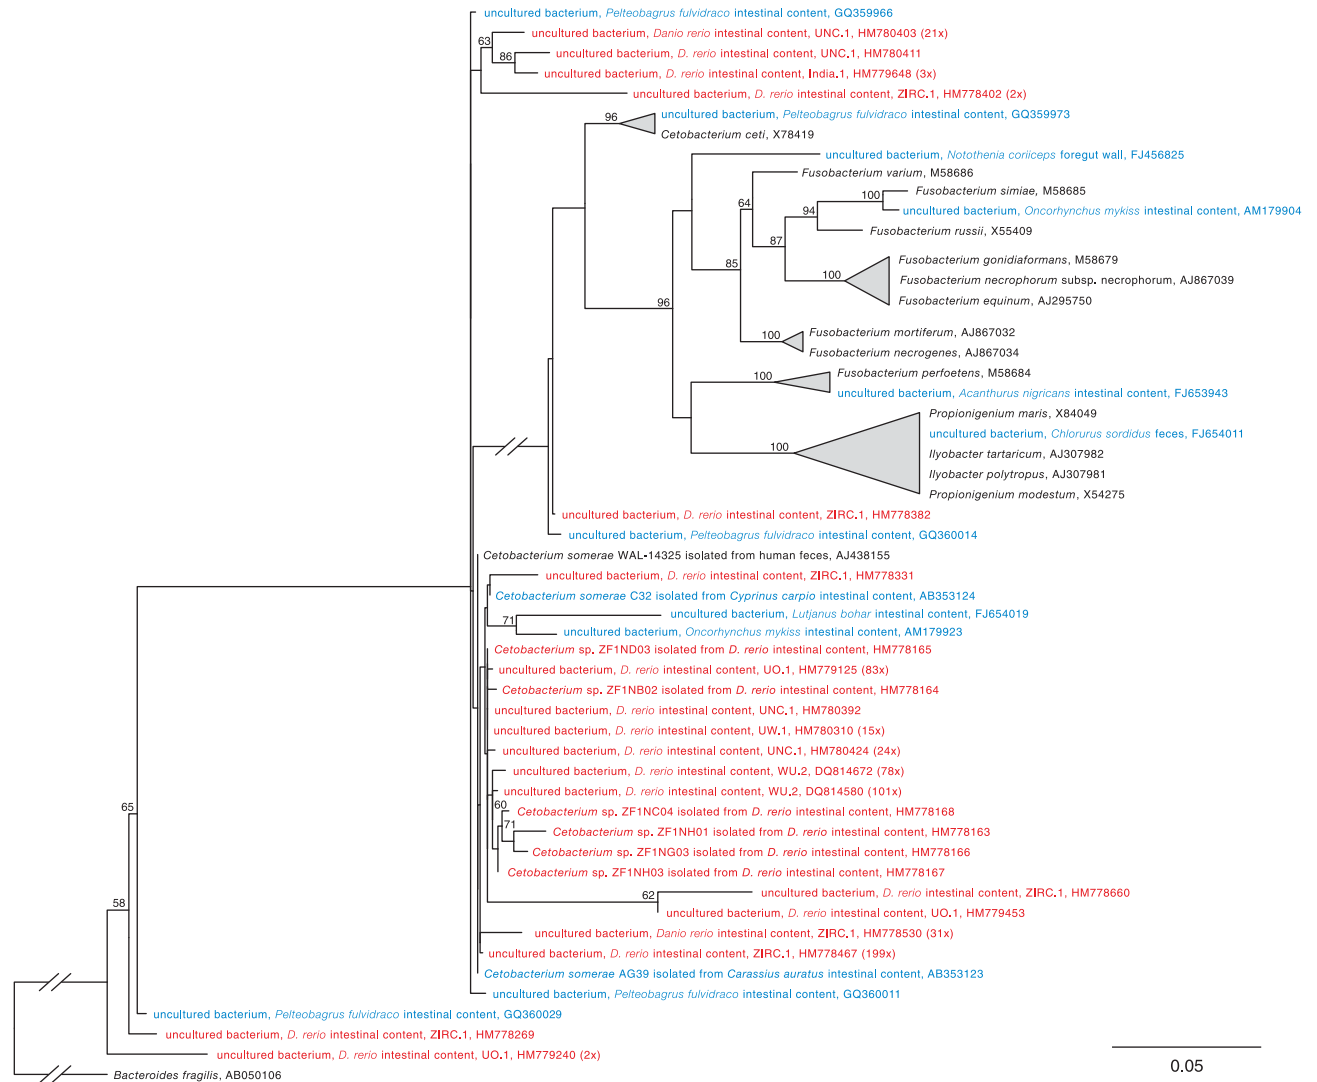 uncultured bacterium, Pelteobagrus fulvidraco intestinal content, GQ359966
uncultured bacterium, Danio rerio intestinal content, UNC.1, HM780403 (21x)
63
uncultured bacterium, D. rerio intestinal content, UNC.1, HM780411
86
uncultured bacterium, D. rerio intestinal content, India.1, HM779648 (3x)
uncultured bacterium, D. rerio intestinal content, ZIRC.1, HM778402 (2x)
uncultured bacterium, Pelteobagrus fulvidraco intestinal content, GQ359973
96
Cetobacterium ceti, X78419
uncultured bacterium, Notothenia coriiceps foregut wall, FJ456825
Fusobacterium varium, M58686
Fusobacterium simiae, M58685
100
64
uncultured bacterium, Oncorhynchus mykiss intestinal content, AM179904
94
Fusobacterium russii, X55409
87
Fusobacterium gonidiaformans, M58679
85
100
Fusobacterium necrophorum subsp. necrophorum, AJ867039
Fusobacterium equinum, AJ295750
96
Fusobacterium mortiferum, AJ867032
100
Fusobacterium necrogenes, AJ867034
Fusobacterium perfoetens, M58684
100
uncultured bacterium, Acanthurus nigricans intestinal content, FJ653943
Propionigenium maris, X84049
uncultured bacterium, Chlorurus sordidus feces, FJ654011
100
Ilyobacter tartaricum, AJ307982
Ilyobacter polytropus, AJ307981
Propionigenium modestum, X54275
uncultured bacterium, D. rerio intestinal content, ZIRC.1, HM778382
uncultured bacterium, Pelteobagrus fulvidraco intestinal content, GQ360014
Cetobacterium somerae WAL-14325 isolated from human feces, AJ438155
uncultured bacterium, D. rerio intestinal content, ZIRC.1, HM778331
Cetobacterium somerae C32 isolated from Cyprinus carpio intestinal content, AB353124
uncultured bacterium, Lutjanus bohar intestinal content, FJ654019
71
uncultured bacterium, Oncorhynchus mykiss intestinal content, AM179923
Cetobacterium sp. ZF1ND03 isolated from D. rerio intestinal content, HM778165
uncultured bacterium, D. rerio intestinal content, UO.1, HM779125 (83x)
Cetobacterium sp. ZF1NB02 isolated from D. rerio intestinal content, HM778164
uncultured bacterium, D. rerio intestinal content, UNC.1, HM780392
uncultured bacterium, D. rerio intestinal content, UW.1, HM780310 (15x)
uncultured bacterium, D. rerio intestinal content, UNC.1, HM780424 (24x)
uncultured bacterium, D. rerio intestinal content, WU.2, DQ814672 (78x)
uncultured bacterium, D. rerio intestinal content, WU.2, DQ814580 (101x)
60
65
Cetobacterium sp. ZF1NC04 isolated from D. rerio intestinal content, HM778168
71
Cetobacterium sp. ZF1NH01 isolated from D. rerio intestinal content, HM778163
Cetobacterium sp. ZF1NG03 isolated from D. rerio intestinal content, HM778166
Cetobacterium sp. ZF1NH03 isolated from D. rerio intestinal content, HM778167
62
uncultured bacterium, D. rerio intestinal content, ZIRC.1, HM778660
58
uncultured bacterium, D. rerio intestinal content, UO.1, HM779453
uncultured bacterium, Danio rerio intestinal content, ZIRC.1, HM778530 (31x)
uncultured bacterium, D. rerio intestinal content, ZIRC.1, HM778467 (199x)
Cetobacterium somerae AG39 isolated from Carassius auratus intestinal content, AB353123
uncultured bacterium, Pelteobagrus fulvidraco intestinal content, GQ360011
uncultured bacterium, Pelteobagrus fulvidraco intestinal content, GQ360029
uncultured bacterium, D. rerio intestinal content, ZIRC.1, HM778269
uncultured bacterium, D. rerio intestinal content, UO.1, HM779240 (2x)
0.05
Bacteroides fragilis, AB050106